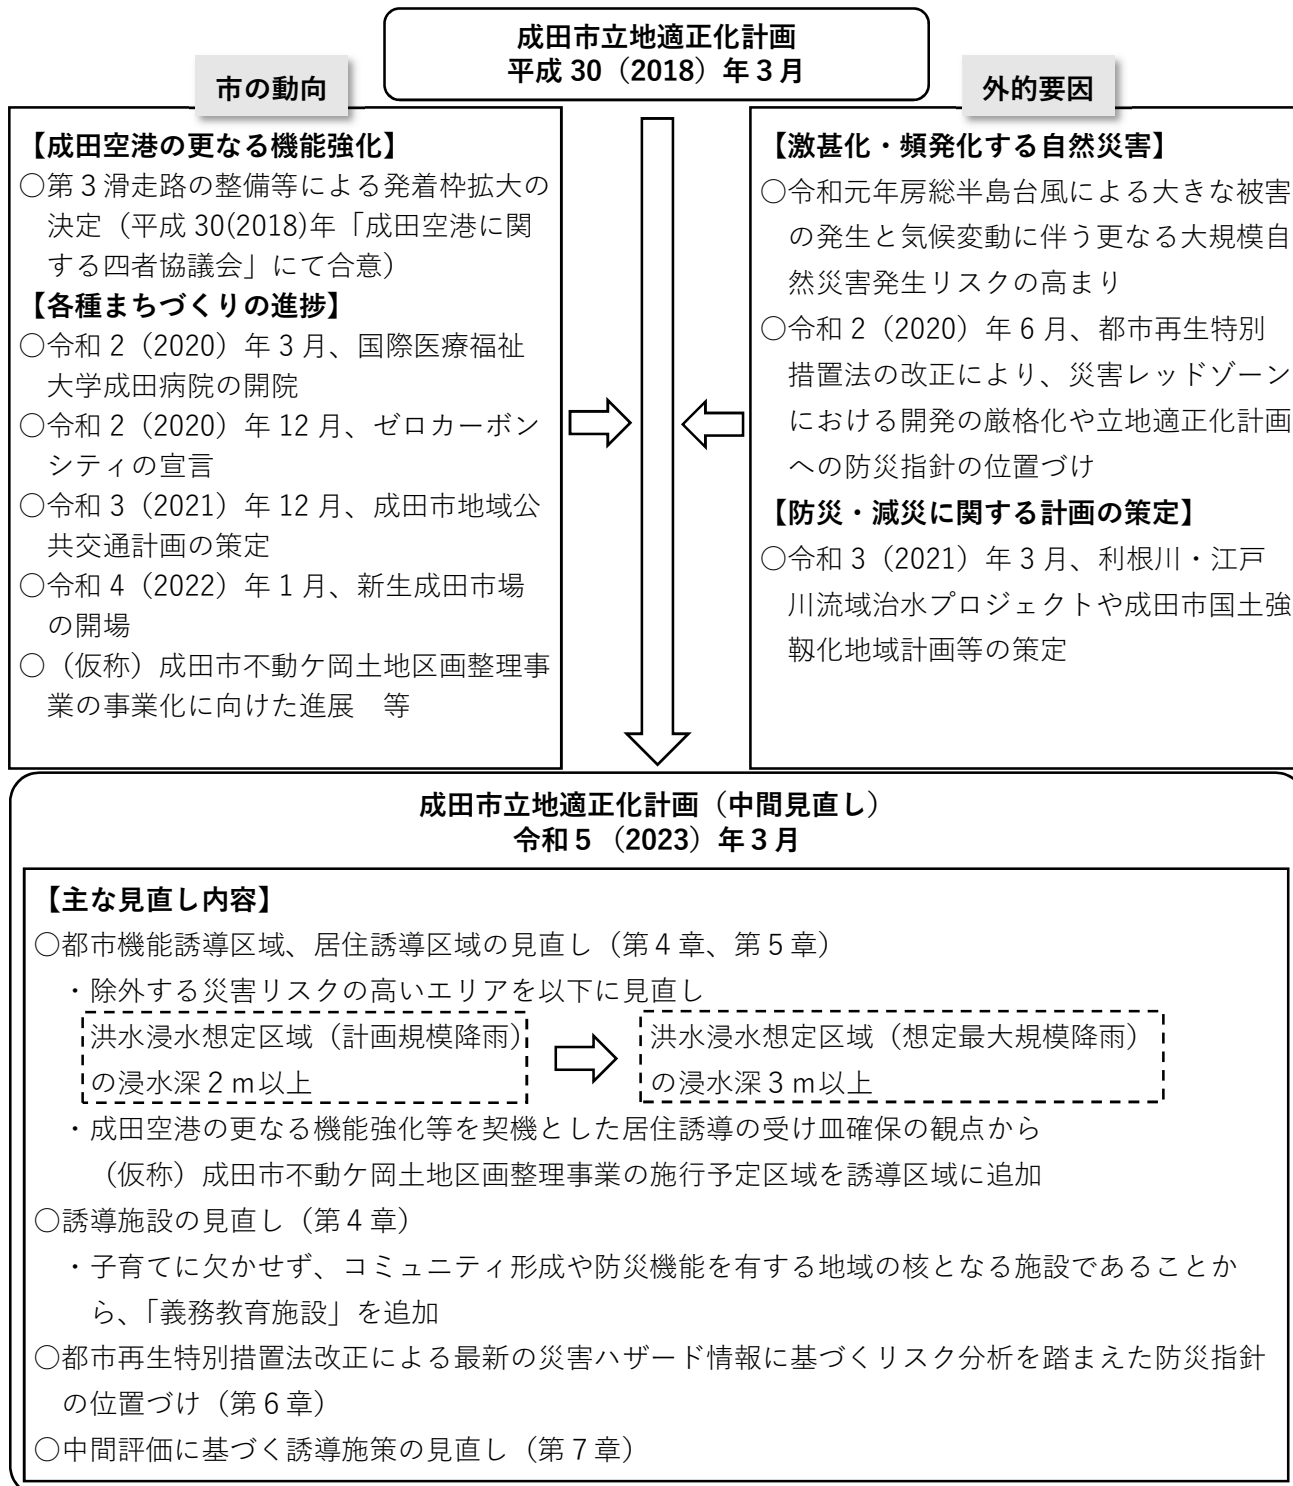 成田市立地適正化計画
平成 30（2018）年３月
市の動向
【成田空港の更なる機能強化】
○第３滑走路の整備等による発着枠拡大の
決定（平成 30(2018)年「成田空港に関
する四者協議会」にて合意）
【各種まちづくりの進捗】
○令和 2（2020）年 3 月、国際医療福祉
大学成田病院の開院
○令和 2（2020）年 12 月、ゼロカーボン
シティの宣言
○令和 3（2021）年 12 月、成田市地域公
共交通計画の策定
○令和 4（2022）年 1 月、新生成田市場
の開場
○（仮称）成田市不動ケ岡土地区画整理事
業の事業化に向けた進展　等
外的要因
【激甚化・頻発化する自然災害】
○令和元年房総半島台風による大きな被害
の発生と気候変動に伴う更なる大規模自
然災害発生リスクの高まり
○令和 2（2020）年 6 月、都市再生特別
措置法の改正により、災害レッドゾーン
における開発の厳格化や立地適正化計画
への防災指針の位置づけ
【防災・減災に関する計画の策定】
○令和 3（2021）年 3 月、利根川・江戸
川流域治水プロジェクトや成田市国土強
靱化地域計画等の策定
成田市立地適正化計画（中間見直し）
令和５（2023）年３月
【主な見直し内容】
○都市機能誘導区域、居住誘導区域の見直し（第４章、第５章）
・除外する災害リスクの高いエリアを以下に見直し
洪水浸水想定区域（計画規模降雨）
の浸水深２ｍ以上
洪水浸水想定区域（想定最大規模降雨）
の浸水深３ｍ以上
・成田空港の更なる機能強化等を契機とした居住誘導の受け皿確保の観点から
（仮称）成田市不動ケ岡土地区画整理事業の施行予定区域を誘導区域に追加
○誘導施設の見直し（第４章）
・子育てに欠かせず、コミュニティ形成や防災機能を有する地域の核となる施設であることか
ら、「義務教育施設」を追加
○都市再生特別措置法改正による最新の災害ハザード情報に基づくリスク分析を踏まえた防災指針
の位置づけ（第６章）
○中間評価に基づく誘導施策の見直し（第７章）